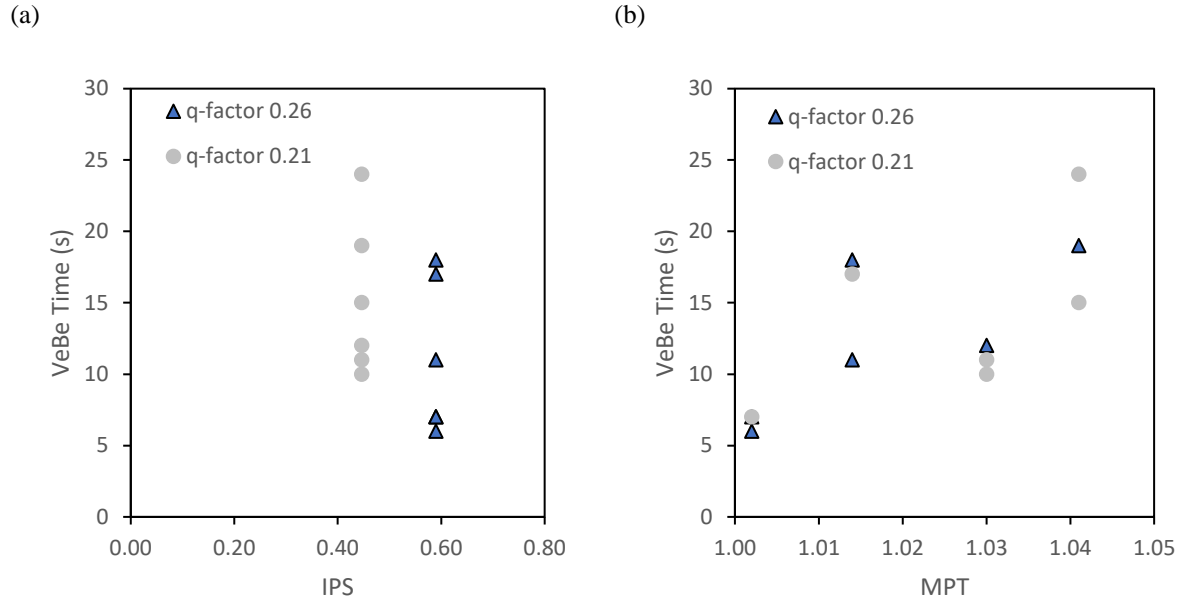 (a)
30
25
20
15
10
5
0
VeBe Time (s)
q-factor 0.26
q-factor 0.21
0.00 0.20 0.40 0.60 0.80
IPS
(b)
30
25
20
15
10
5
0
VeBe Time (s)
q-factor 0.26
q-factor 0.21
1.00 1.01 1.02 1.03 1.04 1.05
MPT